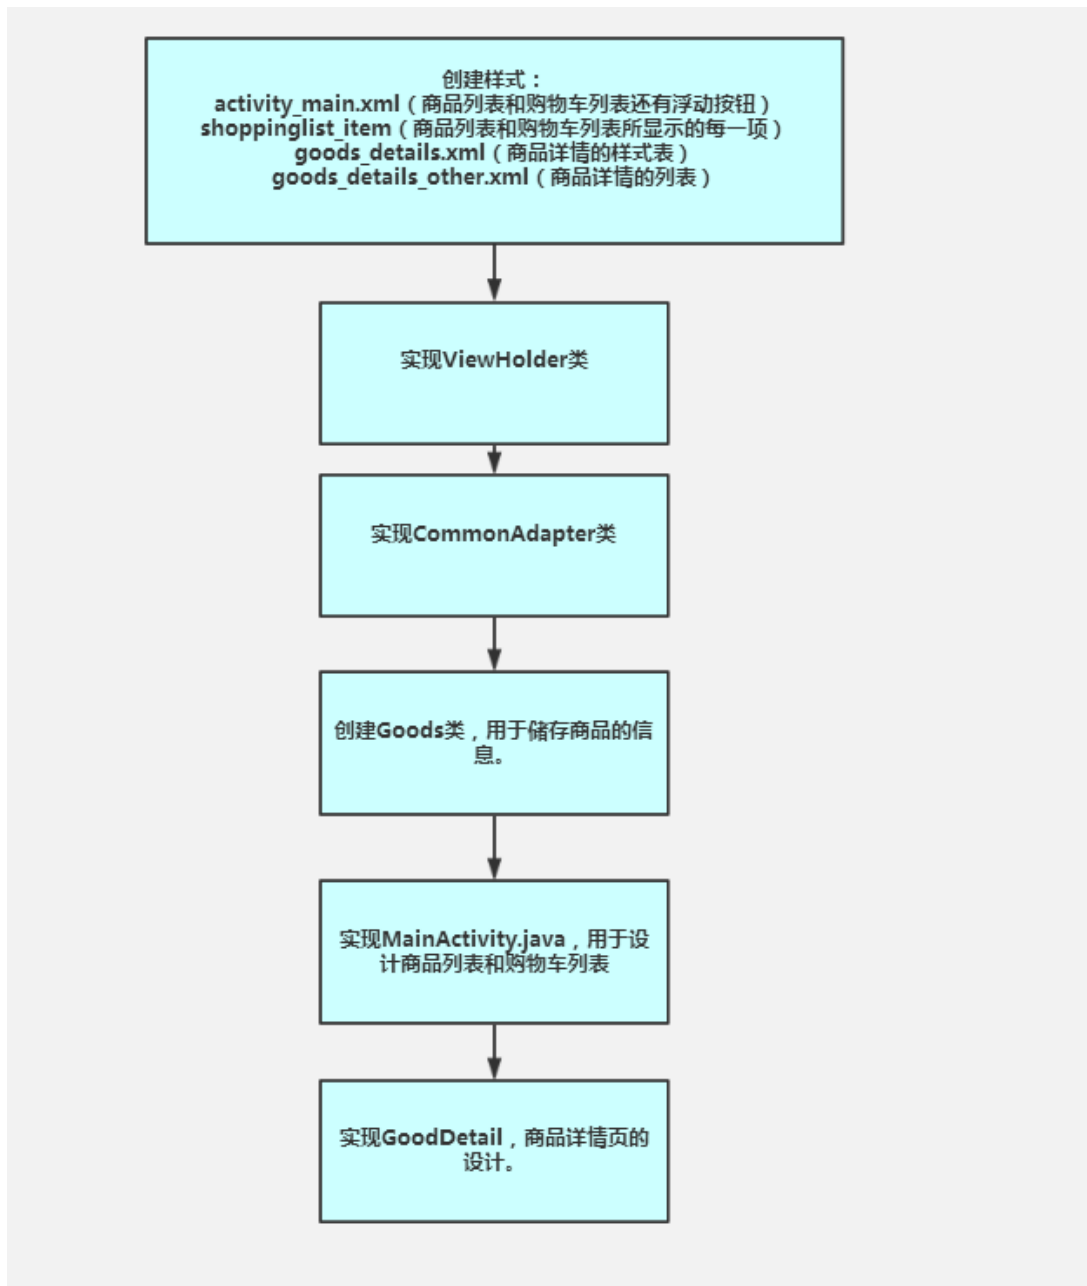 创建样式：
activity_main.xml（商品列表和购物车列表还有浮动按钮）
shoppinglist_item（商品列表和购物车列表所显示的每一项）
goods_details.xml（商品详情的样式表）
goods_details_other.xml（商品详情的列表）
实现ViewHolder类
实现CommonAdapter类
创建Goods类，用于储存商品的信
息。
实现MainActivity.java，用于设
计商品列表和购物车列表
实现GoodDetail，商品详情页的
设计。